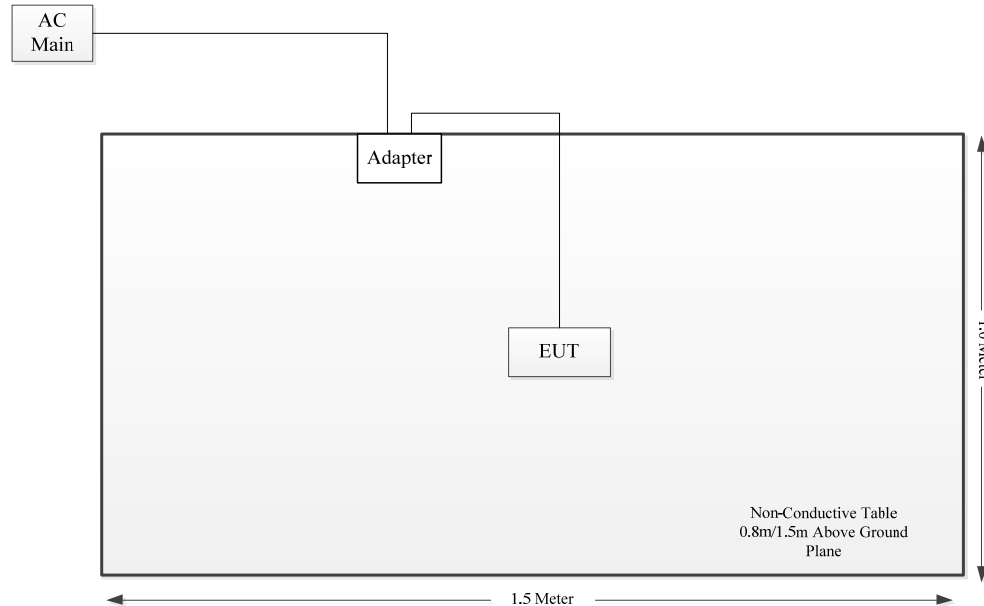 AC
Main
Adapter
EUT
Non-Conductive Table
0.8m/1.5m Above Ground
Plane
1.5 Meter